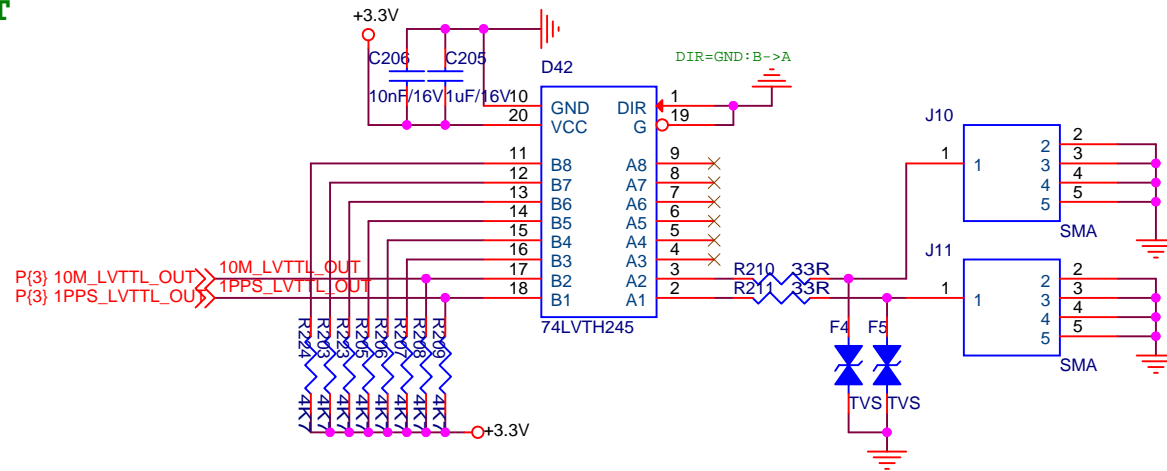 T
+3.3V
C206
C205
10nF/16V
1uF/16V
D42
DIR=GND:B->A
10
GND
DIR
1
20
VCC
G
19
11
B8
A8
9
12
B7
A7
8
13
B6
A6
7
14
B5
A5
6
15
B4
A4
5
16
B3
A3
4
17
B2
A2
3
18
B1
A1
2
74LVTH245
P{3} 10M_LVTTL_OUT
10M_LVTTL_OUT
P{3} 1PPS_LVTTL_OUT
1PPS_LVTTL_OUT
R210
33R
R211
33R
J10
1
1
2
2
3
3
4
4
5
5
SMA
J11
1
1
2
2
3
3
4
4
5
5
SMA
F4
F5
TVS
TVS
R224
R203
R223
R205
R206
R207
R208
R209
4K7
4K7
4K7
4K7
4K7
4K7
4K7
4K7
+3.3V